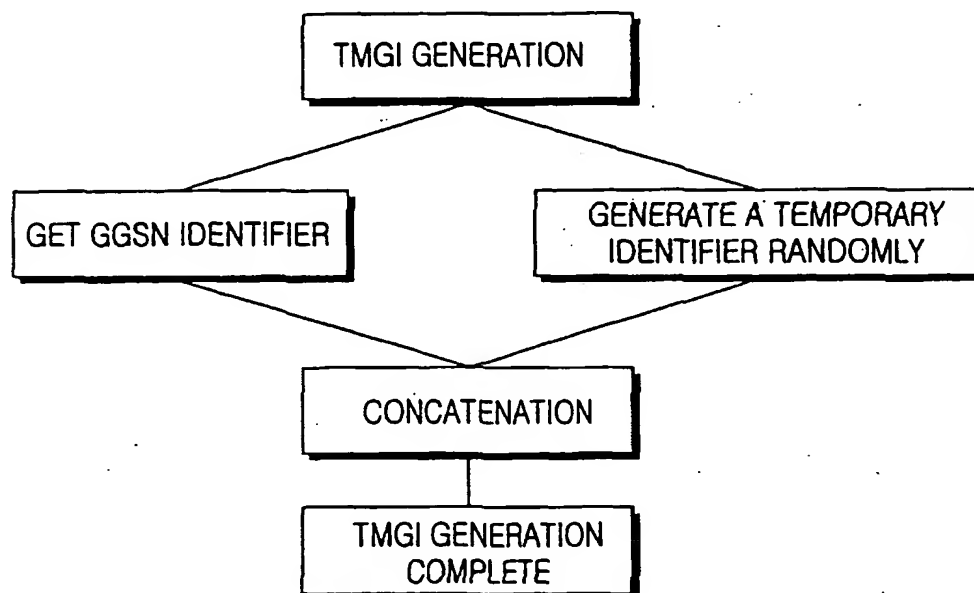 TMGI GENERATION
GET GGSN IDENTIFIER
GENERATE A TEMPORARY
IDENTIFIER RANDOMLY
CONCATENATION
TMGI GENERATION
COMPLETE